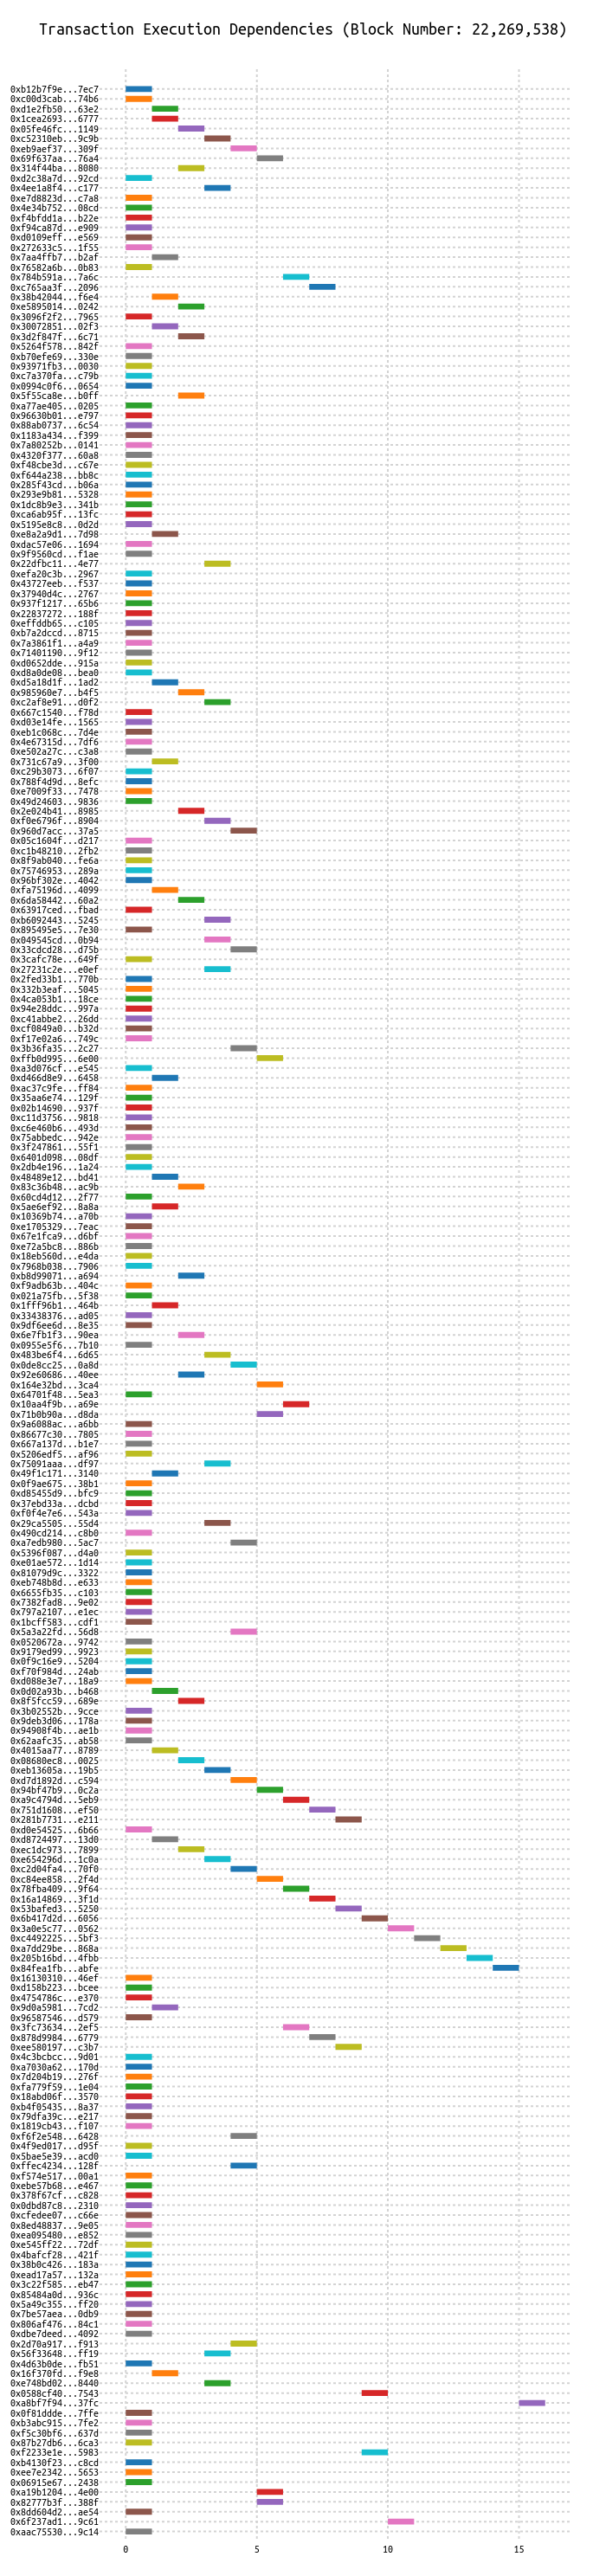 Transaction Execution Dependencies (Block Number: 22,269,538)
0xb12b7f9e...7ec7
0xc00d3cab...74b6
0xd1e2fb50...63e2
0x1cea2693...6777
0x05fe46fc...1149
0xc52310eb...9c9b
0xeb9aef37...309f
0x69f637aa...76a4
0x314f44ba...8080
0xd2c38a7d...92cd
0x4ee1a8f4...c177
0xe7d8823d...c7a8
0x4e34b752...08cd
0xf4bfdd1a...b22e
0xf94ca87d...e909
0xd0109eff...e569
0x272633c5...1f55
0x7aa4ffb7...b2af
0x76582a6b...0b83
0x784b591a...7a6c
0xc765aa3f...2096
0x38b42044...f6e4
0xe5895014...0242
0x3096f2f2...7965
0x30072851...02f3
0x3d2f847f...6c71
0x5264f578...842f
0xb70efe69...330e
0x93971fb3...0030
0xc7a370fa...c79b
0x0994c0f6...0654
0x5f55ca8e...b0ff
0xa77ae405...0205
0x96630b01...e797
0x88ab0737...6c54
0x1183a434...f399
0x7a80252b...0141
0x4320f377...60a8
0xf48cbe3d...c67e
0xf644a238...bb8c
0x285f43cd...b06a
0x293e9b81...5328
0x1dc8b9e3...341b
0xca6ab95f...13fc
0x5195e8c8...0d2d
0xe8a2a9d1...7d98
0xdac57e06...1694
0x9f9560cd...f1ae
0x22dfbc11...4e77
0xefa20c3b...2967
0x43727eeb...f537
0x37940d4c...2767
0x937f1217...65b6
0x22837272...188f
0xeffddb65...c105
0xb7a2dccd...8715
0x7a3861f1...a4a9
0x71401190...9f12
0xd0652dde...915a
0xd8a0de08...bea0
0xd5a18d1f...1ad2
0x985960e7...b4f5
0xc2af8e91...d0f2
0x667c1540...f78d
0xd03e14fe...1565
0xeb1c068c...7d4e
0x4e67315d...7df6
0xe502a27c...c3a8
0x731c67a9...3f00
0xc29b3073...6f07
0x788f4d9d...8efc
0xe7009f33...7478
0x49d24603...9836
0x2e024b41...8985
0xf0e6796f...8904
0x960d7acc...37a5
0x05c1604f...d217
0xc1b48210...2fb2
0x8f9ab040...fe6a
0x75746953...289a
0x96bf302e...4042
0xfa75196d...4099
0x6da58442...60a2
0x63917ced...fbad
0xb6092443...5245
0x895495e5...7e30
0x049545cd...0b94
0x33cdcd28...d75b
0x3cafc78e...649f
0x27231c2e...e0ef
0x2fed33b1...770b
0x332b3eaf...5045
0x4ca053b1...18ce
0x94e28ddc...997a
0xc41abbe2...26dd
0xcf0849a0...b32d
0xf17e02a6...749c
0x3b36fa35...2c27
0xffb0d995...6e00
0xa3d076cf...e545
0xd466d8e9...6458
0xac37c9fe...ff84
0x35aa6e74...129f
0x02b14690...937f
0xc11d3756...9818
0xc6e460b6...493d
0x75abbedc...942e
0x3f247861...55f1
0x6401d098...08df
0x2db4e196...1a24
0x48489e12...bd41
0x83c36b48...ac9b
0x60cd4d12...2f77
0x5ae6ef92...8a8a
0x10369b74...a70b
0xe1705329...7eac
0x67e1fca9...d6bf
0xe72a5bc8...886b
0x18eb560d...e4da
0x7968b038...7906
0xb8d99071...a694
0xf9adb63b...404c
0x021a75fb...5f38
0x1fff96b1...464b
0x33438376...ad05
0x9df6ee6d...8e35
0x6e7fb1f3...90ea
0x0955e5f6...7b10
0x483be6f4...6d65
0x0de8cc25...0a8d
0x92e60686...40ee
0x164e32bd...3ca4
0x64701f48...5ea3
0x10aa4f9b...a69e
0x71b0b90a...d8da
0x9a6088ac...a6bb
0x86677c30...7805
0x667a137d...b1e7
0x5206edf5...af96
0x75091aaa...df97
0x49f1c171...3140
0x0f9ae675...38b1
0xd85455d9...bfc9
0x37ebd33a...dcbd
0xf0f4e7e6...543a
0x29ca5505...55d4
0x490cd214...c8b0
0xa7edb980...5ac7
0x5396f087...d4a0
0xe01ae572...1d14
0x81079d9c...3322
0xeb748b8d...e633
0x6655fb35...c103
0x7382fad8...9e02
0x797a2107...e1ec
0x1bcff583...cdf1
0x5a3a22fd...56d8
0x0520672a...9742
0x9179ed99...9923
0x0f9c16e9...5204
0xf70f984d...24ab
0xd088e3e7...18a9
0x0d02a93b...b468
0x8f5fcc59...689e
0x3b02552b...9cce
0x9deb3d06...178a
0x94908f4b...ae1b
0x62aafc35...ab58
0x4015aa77...8789
0x08680ec8...0025
0xeb13605a...19b5
0xd7d1892d...c594
0x94bf47b9...0c2a
0xa9c4794d...5eb9
0x751d1608...ef50
0x281b7731...e211
0xd0e54525...6b66
0xd8724497...13d0
0xec1dc973...7899
0xe654296d...1c0a
0xc2d04fa4...70f0
0xc84ee858...2f4d
0x78fba409...9f64
0x16a14869...3f1d
0x53bafed3...5250
0x6b417d2d...6056
0x3a0e5c77...0562
0xc4492225...5bf3
0xa7dd29be...868a
0x205b16bd...4fbb
0x84fea1fb...abfe
0x16130310...46ef
0xd158b223...bcee
0x4754786c...e370
0x9d0a5981...7cd2
0x96587546...d579
0x3fc73634...2ef5
0x878d9984...6779
0xee580197...c3b7
0x4c3bcbcc...9d01
0xa7030a62...170d
0x7d204b19...276f
0xfa779f59...1e04
0x18abd06f...3570
0xb4f05435...8a37
0x79dfa39c...e217
0x1819cb43...f107
0xf6f2e548...6428
0x4f9ed017...d95f
0x5bae5e39...acd0
0xffec4234...128f
0xf574e517...00a1
0xebe57b68...e467
0x378f67cf...c828
0x0dbd87c8...2310
0xcfedee07...c66e
0x8ed48837...9e05
0xea095480...e852
0xe545ff22...72df
0x4bafcf28...421f
0x38b0c426...183a
0xead17a57...132a
0x3c22f585...eb47
0x85484a0d...936c
0x5a49c355...ff20
0x7be57aea...0db9
0x806af476...84c1
0xdbe7deed...4092
0x2d70a917...f913
0x56f33648...ff19
0x4d63b0de...fb51
0x16f370fd...f9e8
0xe748bd02...8440
0x0588cf40...7543
0xa8bf7f94...37fc
0x0f81ddde...7ffe
0xb3abc915...7fe2
0xf5c30bf6...637d
0x87b27db6...6ca3
0xf2233e1e...5983
0xb4130f23...c8cd
0xee7e2342...5653
0x06915e67...2438
0xa19b1204...4e00
0x82777b3f...388f
0x8dd604d2...ae54
0x6f237ad1...9c61
0xaac75530...9c14
0 5 10 15